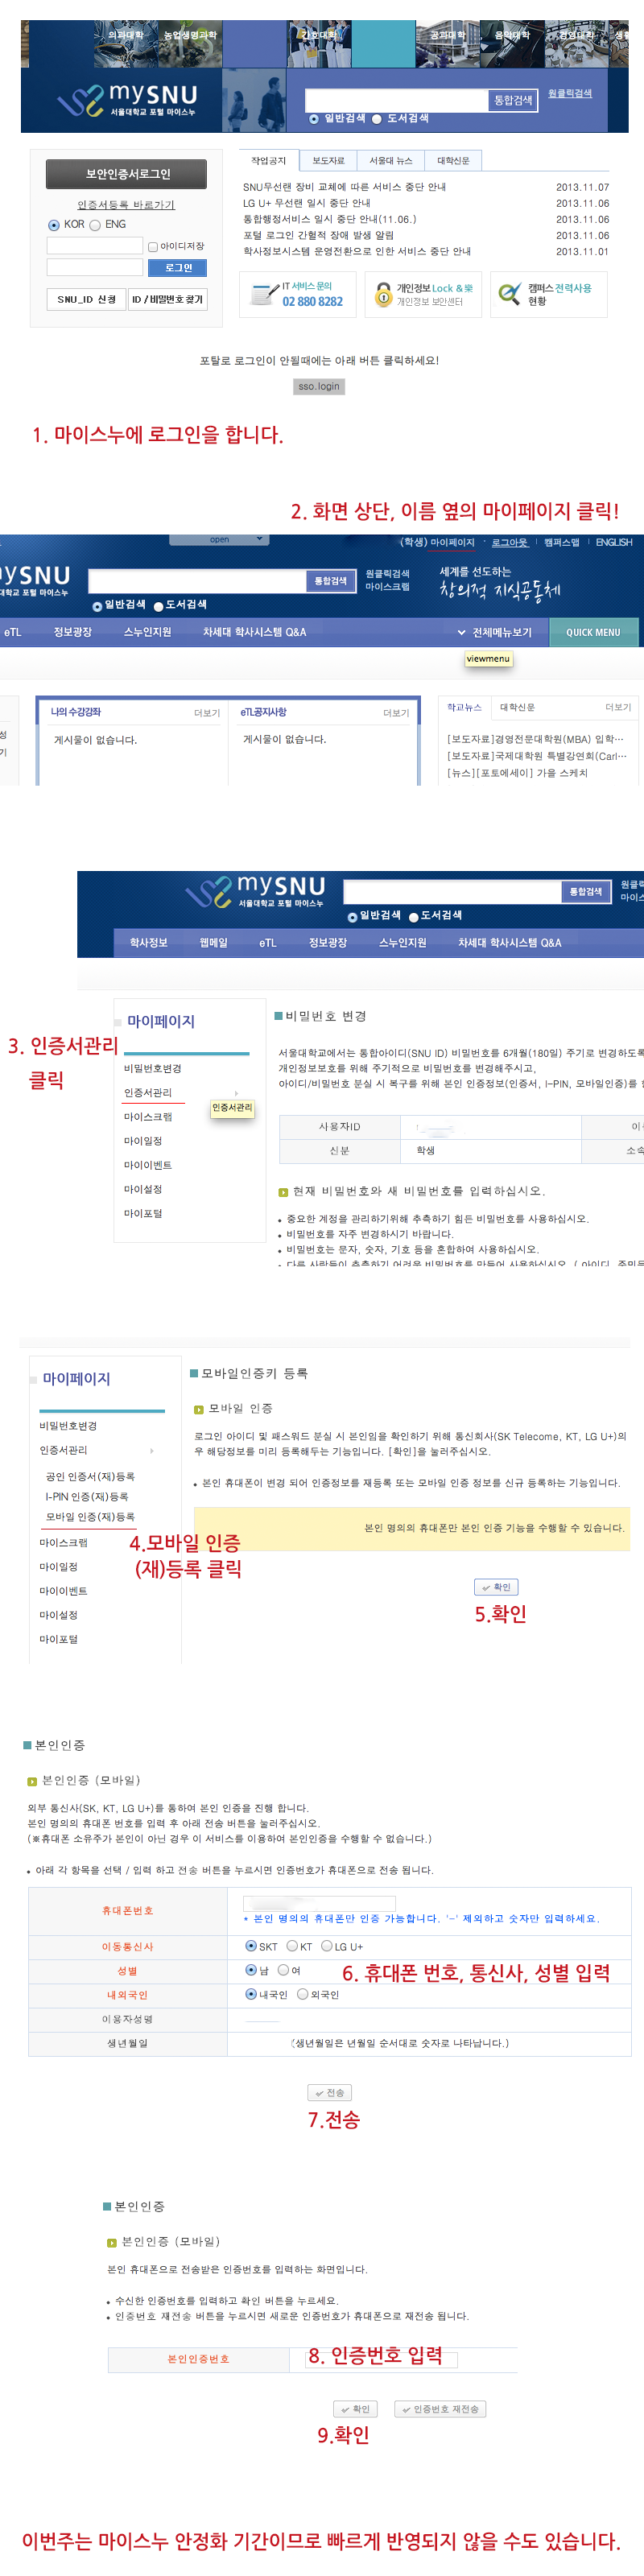 의과대학 농업생명과학 간호대학 공과대학 음악대학 경영대학
mySNU
서울대학교 포털 마이스누
통합검색 원클릭검색
일반검색 도서검색
보안인증서로그인
인증서등록 바로가기
KOR ENG
아이디저장
로그인
SNU_ID 신청 ID/비밀번호 찾기
작업공지 보도자료 서울대 뉴스 대학신문
SNU무선랜 장비 교체에 따른 서비스 중단 안내 2013.11.07
LG U+ 무선랜 일시 중단 안내 2013.11.06
통합행정서비스 일시 중단 안내(11.06.) 2013.11.06
포털 로그인 간헐적 장애 발생 알림 2013.11.06
학사정보시스템 운영전환으로 인한 서비스 중단 안내 2013.11.01
IT 서비스 문의
02 880 8282
개인정보 Lock & 樂
개인정보 보안센터
캠퍼스 전력사용
현황
포탈로 로그인이 안될때에는 아래 버튼 클릭하세요!
sso.login
1. 마이스누에 로그인을 합니다.
2. 화면 상단, 이름 옆의 마이페이지 클릭!
open (학생) 마이페이지 · 로그아웃 | 캠퍼스맵 | ENGLISH
mySNU
대학교 포털 마이스누
통합검색 원클릭검색
마이스크랩
일반검색 도서검색
세계를 선도하는
창의적 지식공동체
eTL 정보광장 스누인지원 차세대 학사시스템 Q&A 전체메뉴보기 QUICK MENU
viewmenu
나의 수강강좌 더보기 eTL공지사항 더보기
게시물이 없습니다. 게시물이 없습니다.
학교뉴스 대학신문 더보기
[보도자료]경영전문대학원(MBA) 입학…
[보도자료]국제대학원 특별강연회(Carl…
[뉴스][포토에세이] 가을 스케치
성
기
mySNU
서울대학교 포털 마이스누
통합검색 원클릭
마이스
일반검색 도서검색
학사정보 웹메일 eTL 정보광장 스누인지원 차세대 학사시스템 Q&A
3. 인증서관리
클릭
마이페이지
비밀번호변경
인증서관리
인증서관리
마이스크랩
마이일정
마이이벤트
마이설정
마이포털
비밀번호 변경
서울대학교에서는 통합아이디(SNU ID) 비밀번호를 6개월(180일) 주기로 변경하도록
개인정보보호를 위해 주기적으로 비밀번호를 변경해주시고,
아이디/비밀번호 분실 시 복구를 위해 본인 인증정보(인증서, I-PIN, 모바일인증)를
사용자ID
신분 학생 소속
현재 비밀번호와 새 비밀번호를 입력하십시오.
• 중요한 계정을 관리하기위해 추측하기 힘든 비밀번호를 사용하십시오.
• 비밀번호를 자주 변경하시기 바랍니다.
• 비밀번호는 문자, 숫자, 기호 등을 혼합하여 사용하십시오.
• 다른 사람들이 추측하기 어려운 비밀번호를 만들어 사용하십시오. ( 아이디, 주민등
마이페이지
비밀번호변경
인증서관리
공인 인증서(재)등록
I-PIN 인증(재)등록
모바일 인증(재)등록
마이스크랩
마이일정
마이이벤트
마이설정
마이포털
모바일인증키 등록
모바일 인증
로그인 아이디 및 패스워드 분실 시 본인임을 확인하기 위해 통신회사(SK Telecome, KT, LG U+)의
우 해당정보를 미리 등록해두는 기능입니다. [확인]을 눌러주십시오.
• 본인 휴대폰이 변경 되어 인증정보를 재등록 또는 모바일 인증 정보를 신규 등록하는 기능입니다.
본인 명의의 휴대폰만 본인 인증 기능을 수행할 수 있습니다.
4.모바일 인증
(재)등록 클릭
확인
5.확인
본인인증
본인인증 (모바일)
외부 통신사(SK, KT, LG U+)를 통하여 본인 인증을 진행 합니다.
본인 명의의 휴대폰 번호를 입력 후 아래 전송 버튼을 눌러주십시오.
(※휴대폰 소유주가 본인이 아닌 경우 이 서비스를 이용하여 본인인증을 수행할 수 없습니다.)
• 아래 각 항목을 선택 / 입력 하고 전송 버튼을 누르시면 인증번호가 휴대폰으로 전송 됩니다.
휴대폰번호
* 본인 명의의 휴대폰만 인증 가능합니다. '-' 제외하고 숫자만 입력하세요.
이동통신사 SKT KT LG U+
성별 남 여
6. 휴대폰 번호, 통신사, 성별 입력
내외국인 내국인 외국인
이용자성명
생년월일 (생년월일은 년월일 순서대로 숫자로 나타납니다.)
전송
7.전송
본인인증
본인인증 (모바일)
본인 휴대폰으로 전송받은 인증번호를 입력하는 화면입니다.
• 수신한 인증번호를 입력하고 확인 버튼을 누르세요.
• 인증번호 재전송 버튼을 누르시면 새로운 인증번호가 휴대폰으로 재전송 됩니다.
본인인증번호
8. 인증번호 입력
확인 인증번호 재전송
9.확인
이번주는 마이스누 안정화 기간이므로 빠르게 반영되지 않을 수도 있습니다.